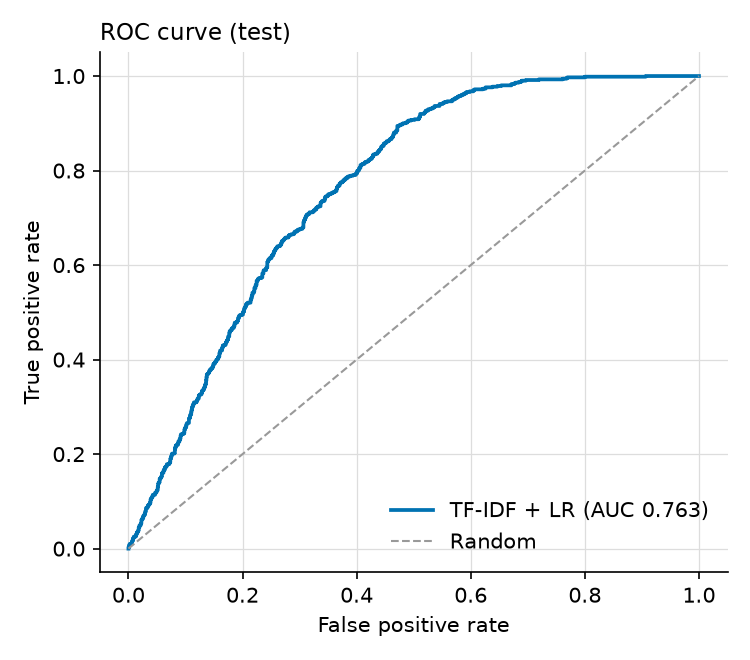 ROC curve (test)
1.0
0.8
0.6
0.4
0.2
0.0
True positive rate
TF-IDF + LR (AUC 0.763)
Random
0.0 0.2 0.4 0.6 0.8 1.0
False positive rate